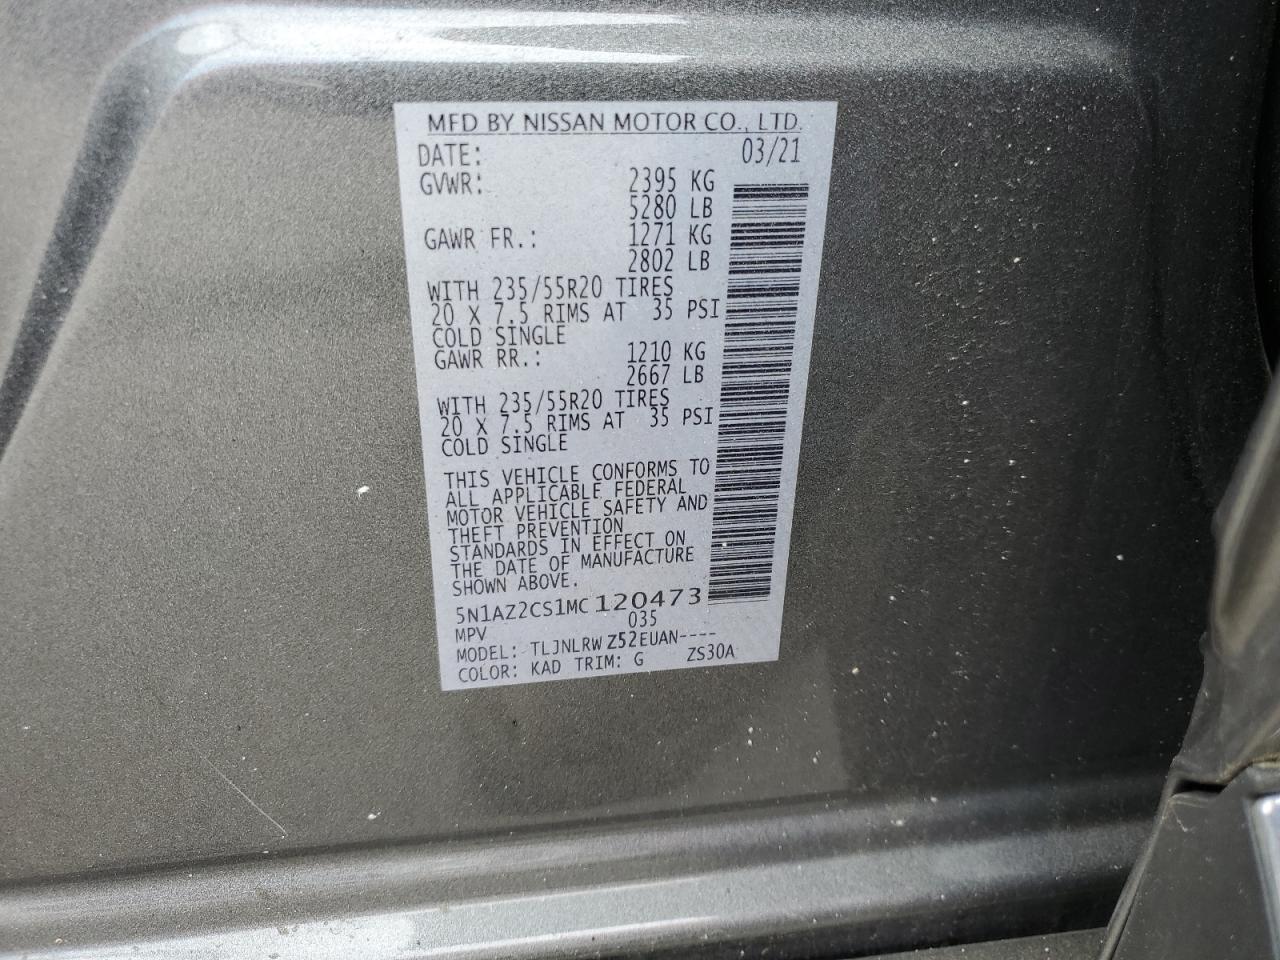 MFD BY NISSAN MOTOR CO., LTD.
DATE: 03/21
GVWR: 2395 KG
5280 LB
GAWR FR.: 1271 KG
2802 LB
WITH 235/55R20 TIRES
20 X 7.5 RIMS AT 35 PSI
COLD SINGLE
GAWR RR.: 1210 KG
2667 LB
WITH 235/55R20 TIRES
20 X 7.5 RIMS AT 35 PSI
COLD SINGLE
THIS VEHICLE CONFORMS TO
ALL APPLICABLE FEDERAL
MOTOR VEHICLE SAFETY AND
THEFT PREVENTION
STANDARDS IN EFFECT ON
THE DATE OF MANUFACTURE
SHOWN ABOVE.
5N1AZ2CS1MC120473
MPV 035
MODEL: TLJNLRWZ52EUAN----
COLOR: KAD TRIM: G ZS30A